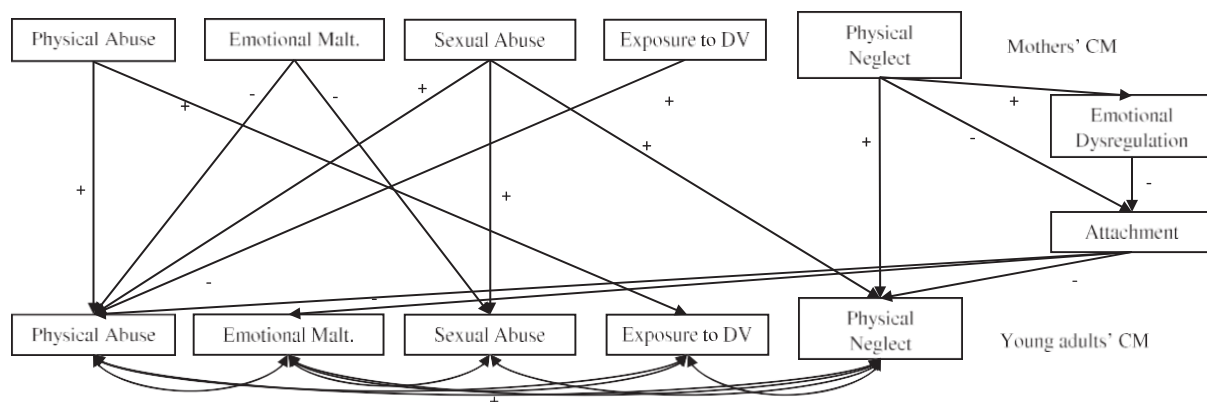 Physical Abuse
Emotional Malt.
Sexual Abuse
Exposure to DV
Physical
Neglect
Mothers’ CM
-
-
+
+
+
+
Emotional
Dysregulation
+
-
+
+
-
+
+
Attachment
-
-
-
Physical Abuse
Emotional Malt.
Sexual Abuse
Exposure to DV
Physical
Neglect
Young adults’ CM
+